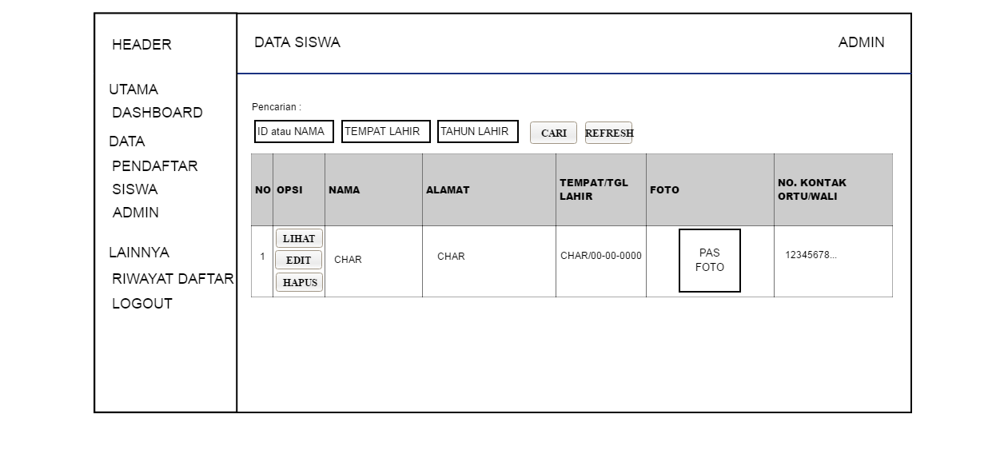 HEADER
UTAMA
DASHBOARD
DATA
PENDAFTAR
SISWA
ADMIN
LAINNYA
RIWAYAT DAFTAR
LOGOUT
DATA SISWA
ADMIN
Pencarian :
ID atau NAMA TEMPAT LAHIR TAHUN LAHIR CARI REFRESH
NO OPSI NAMA ALAMAT TEMPAT/TGL LAHIR FOTO NO. KONTAK ORTU/WALI
1
LIHAT
EDIT
HAPUS
CHAR
CHAR
CHAR/00-00-0000
PAS
FOTO
12345678...